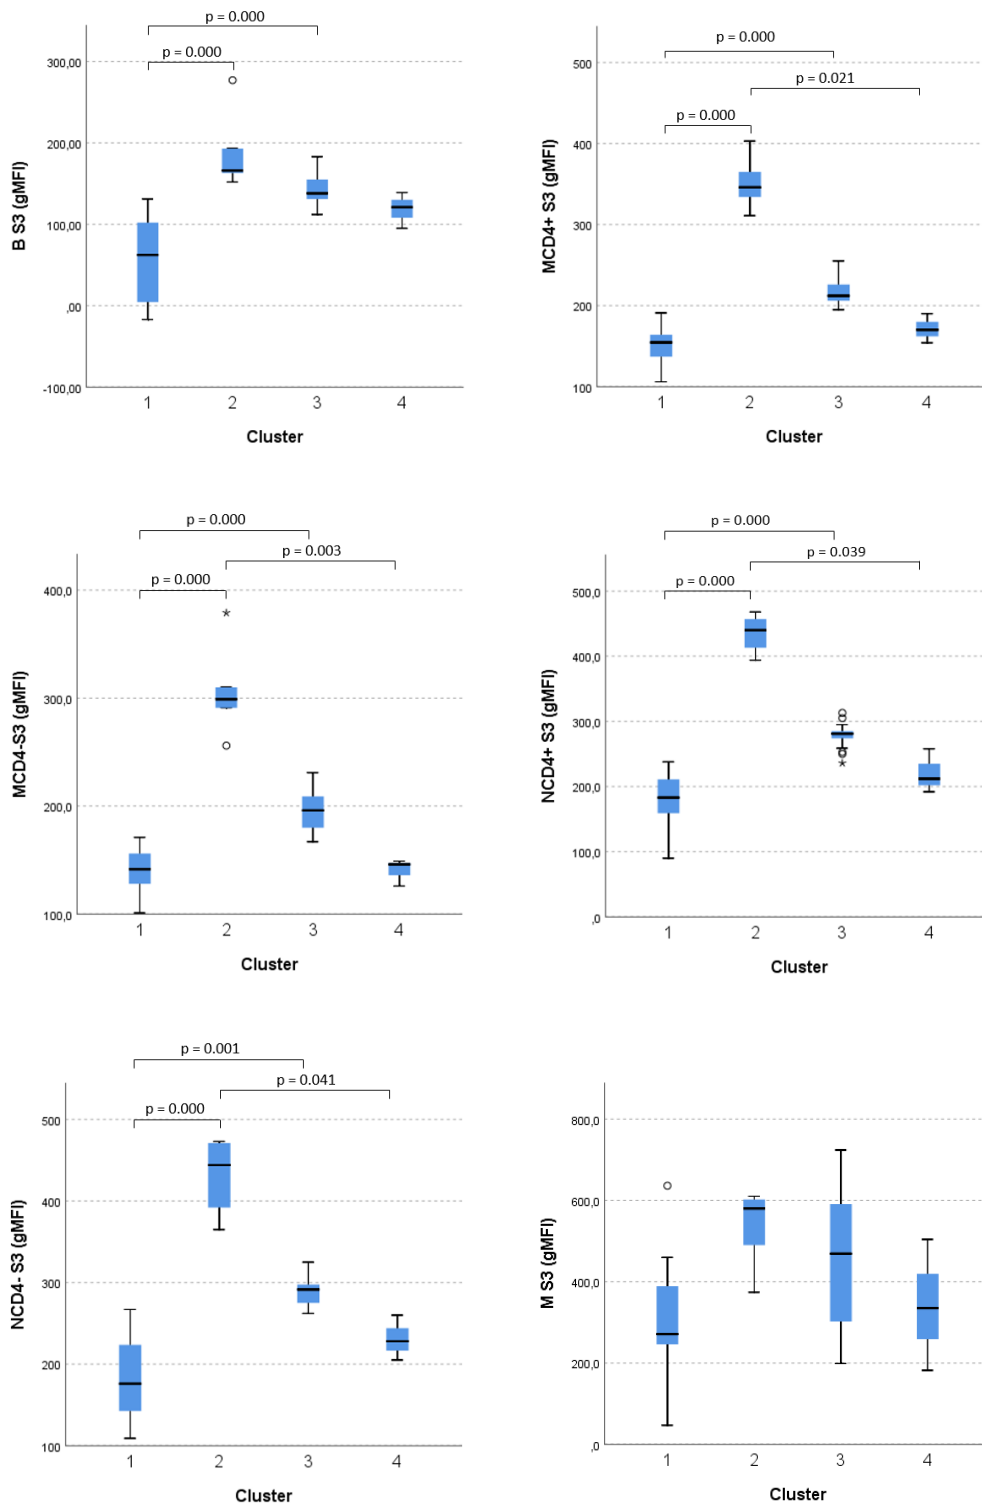 p = 0.000
p = 0.000
300,00
200,00
100,00
,00
-100,00
B S3 (gMFI)
1 2 3 4
Cluster
p = 0.000
p = 0.021
p = 0.000
500
400
300
200
100
MCD4+ S3 (gMFI)
1 2 3 4
Cluster
p = 0.000
p = 0.003
p = 0.000
400,0
300,0
200,0
100,0
MCD4-S3 (gMFI)
1 2 3 4
Cluster
p = 0.000
p = 0.039
p = 0.000
500,0
400,0
300,0
200,0
100,0
,0
NCD4+ S3 (gMFI)
1 2 3 4
Cluster
p = 0.001
p = 0.041
p = 0.000
500
400
300
200
100
NCD4- S3 (gMFI)
1 2 3 4
Cluster
800,0
600,0
400,0
200,0
,0
M S3 (gMFI)
1 2 3 4
Cluster